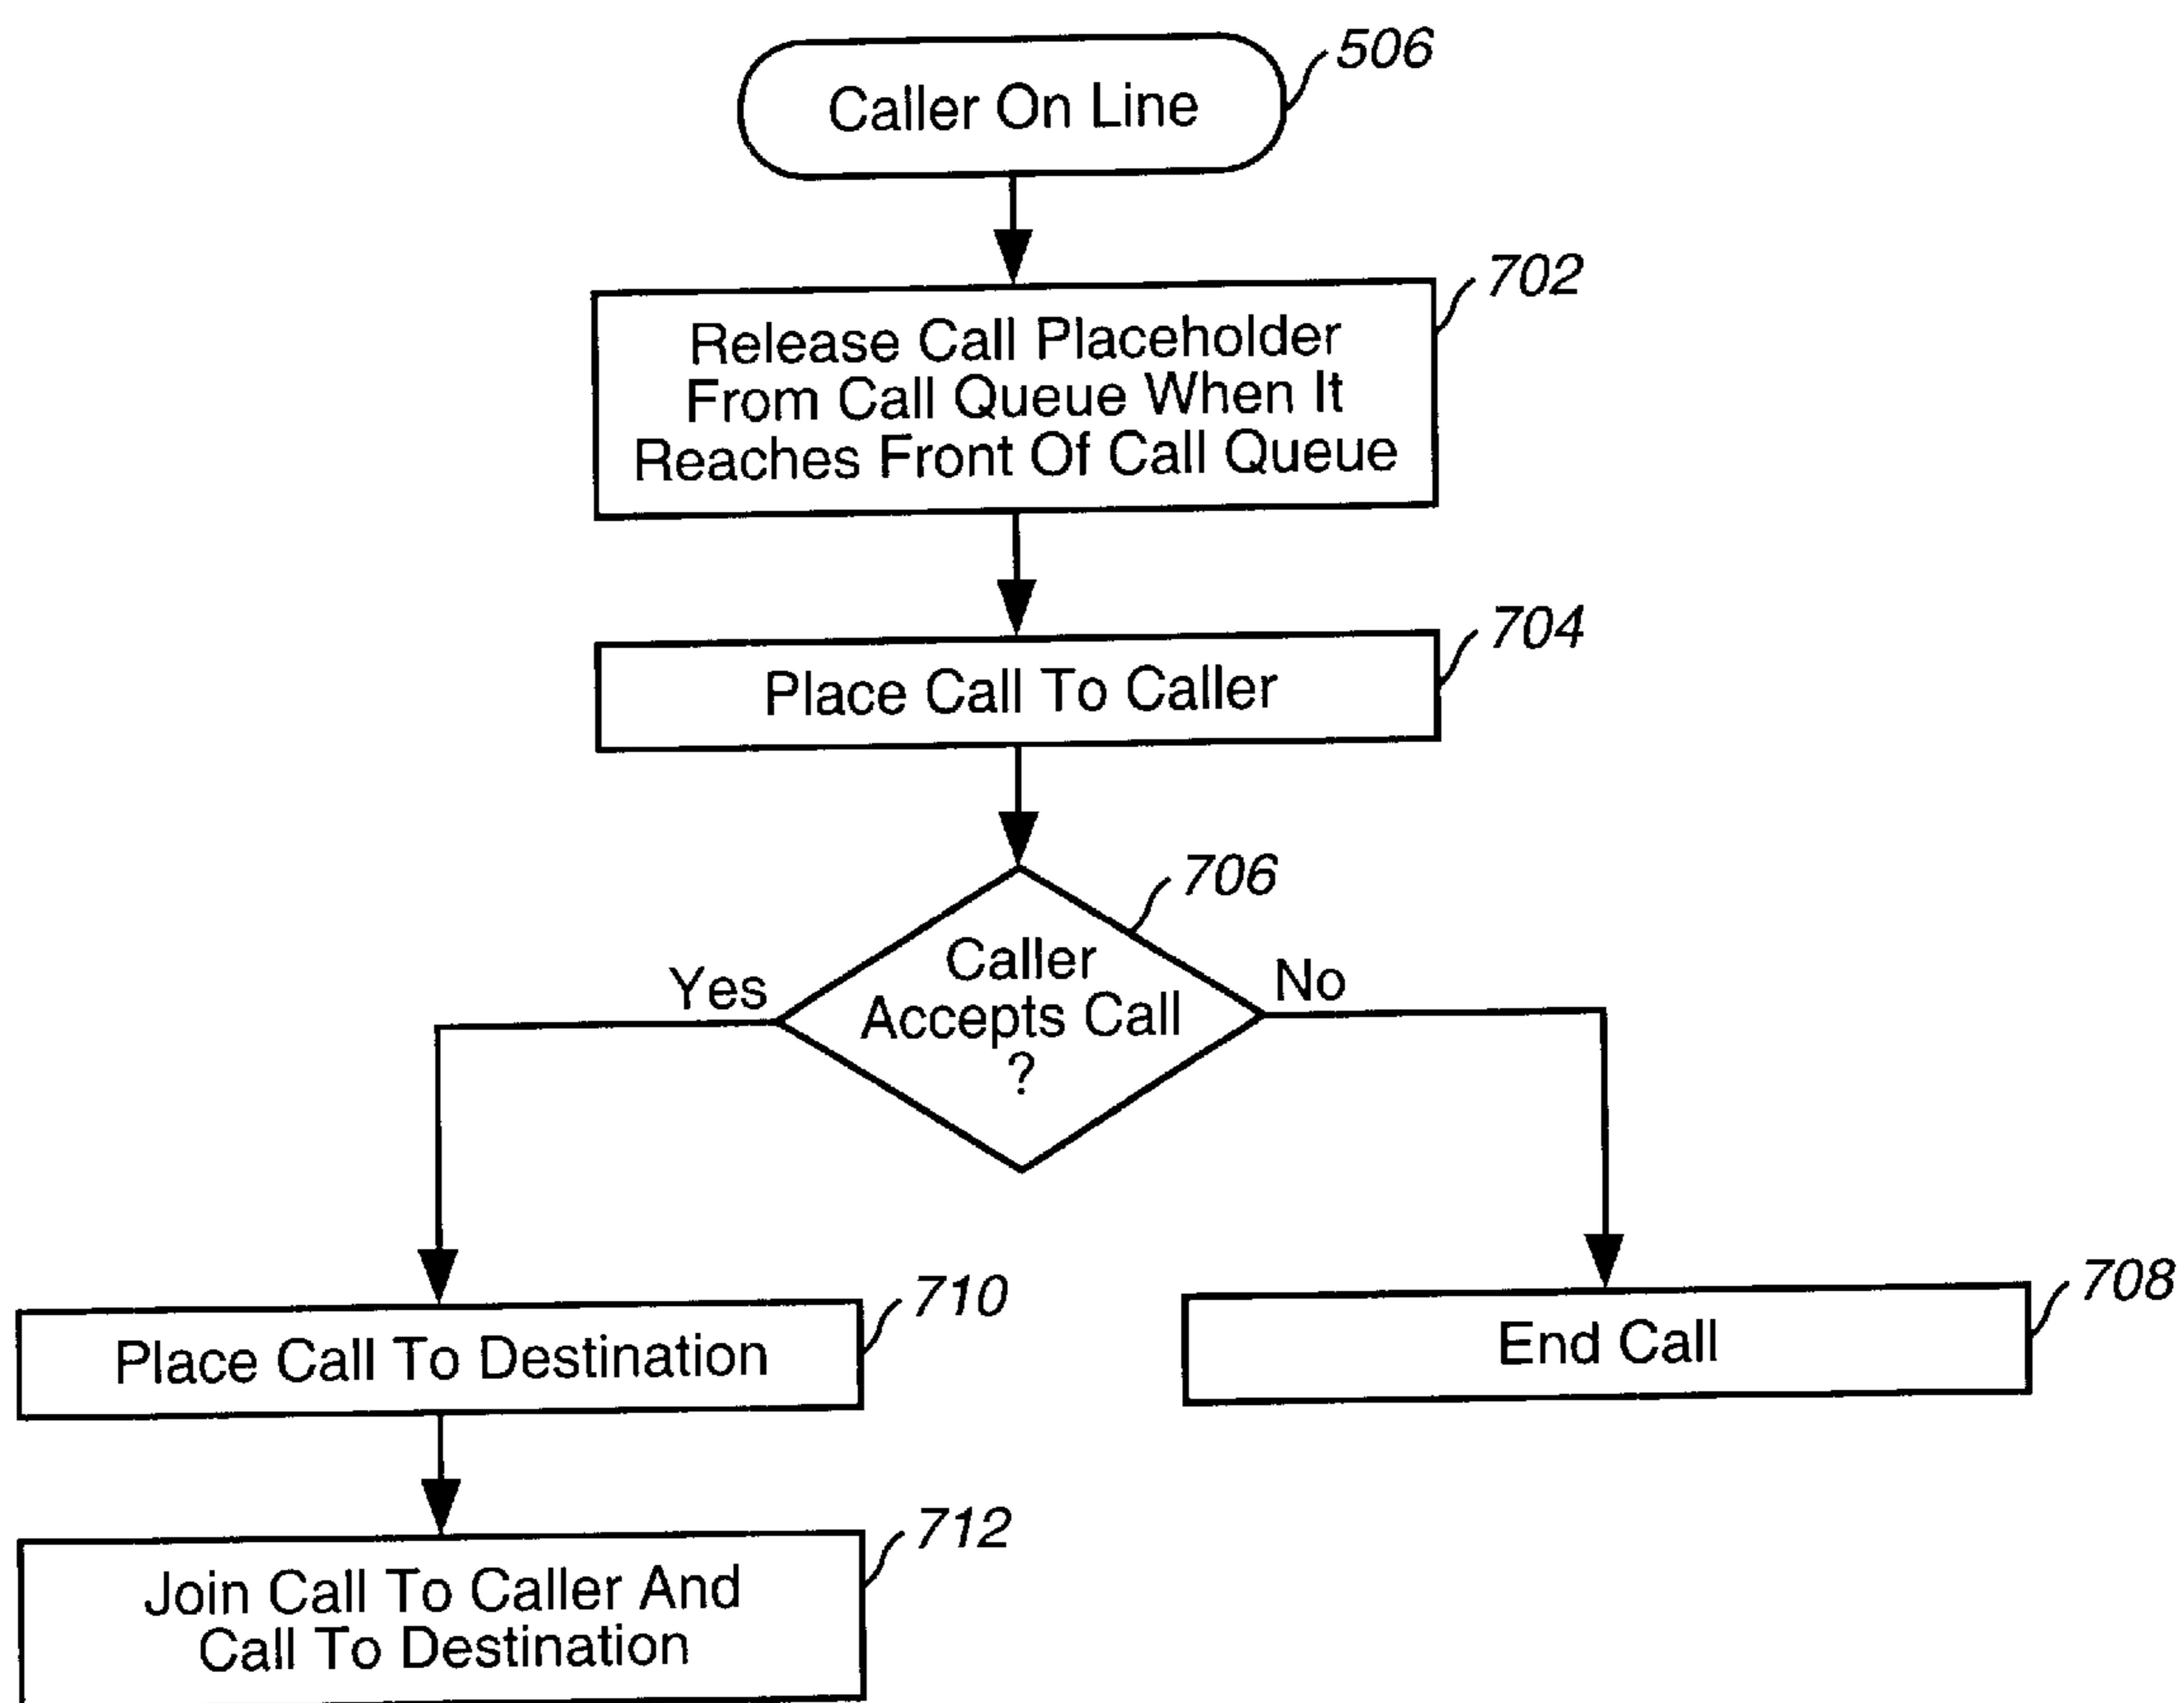 506
Caller On Line
702
Release Call Placeholder
From Call Queue When It
Reaches Front Of Call Queue
704
Place Call To Caller
706
Caller
Accepts Call
?
Yes
No
710
Place Call To Destination
708
End Call
712
Join Call To Caller And
Call To Destination